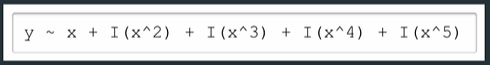 y ~ x + I(x^2) + I(x^3) + I(x^4) + I(x^5)